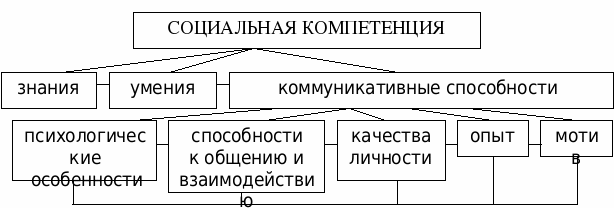 СОЦИАЛЬНАЯ КОМПЕТЕНЦИЯ
знания умения коммуникативные способности
психологичес
кие
особенности
способности
к общению и
взаимодействи
ю
качества
личности
опыт
моти
в